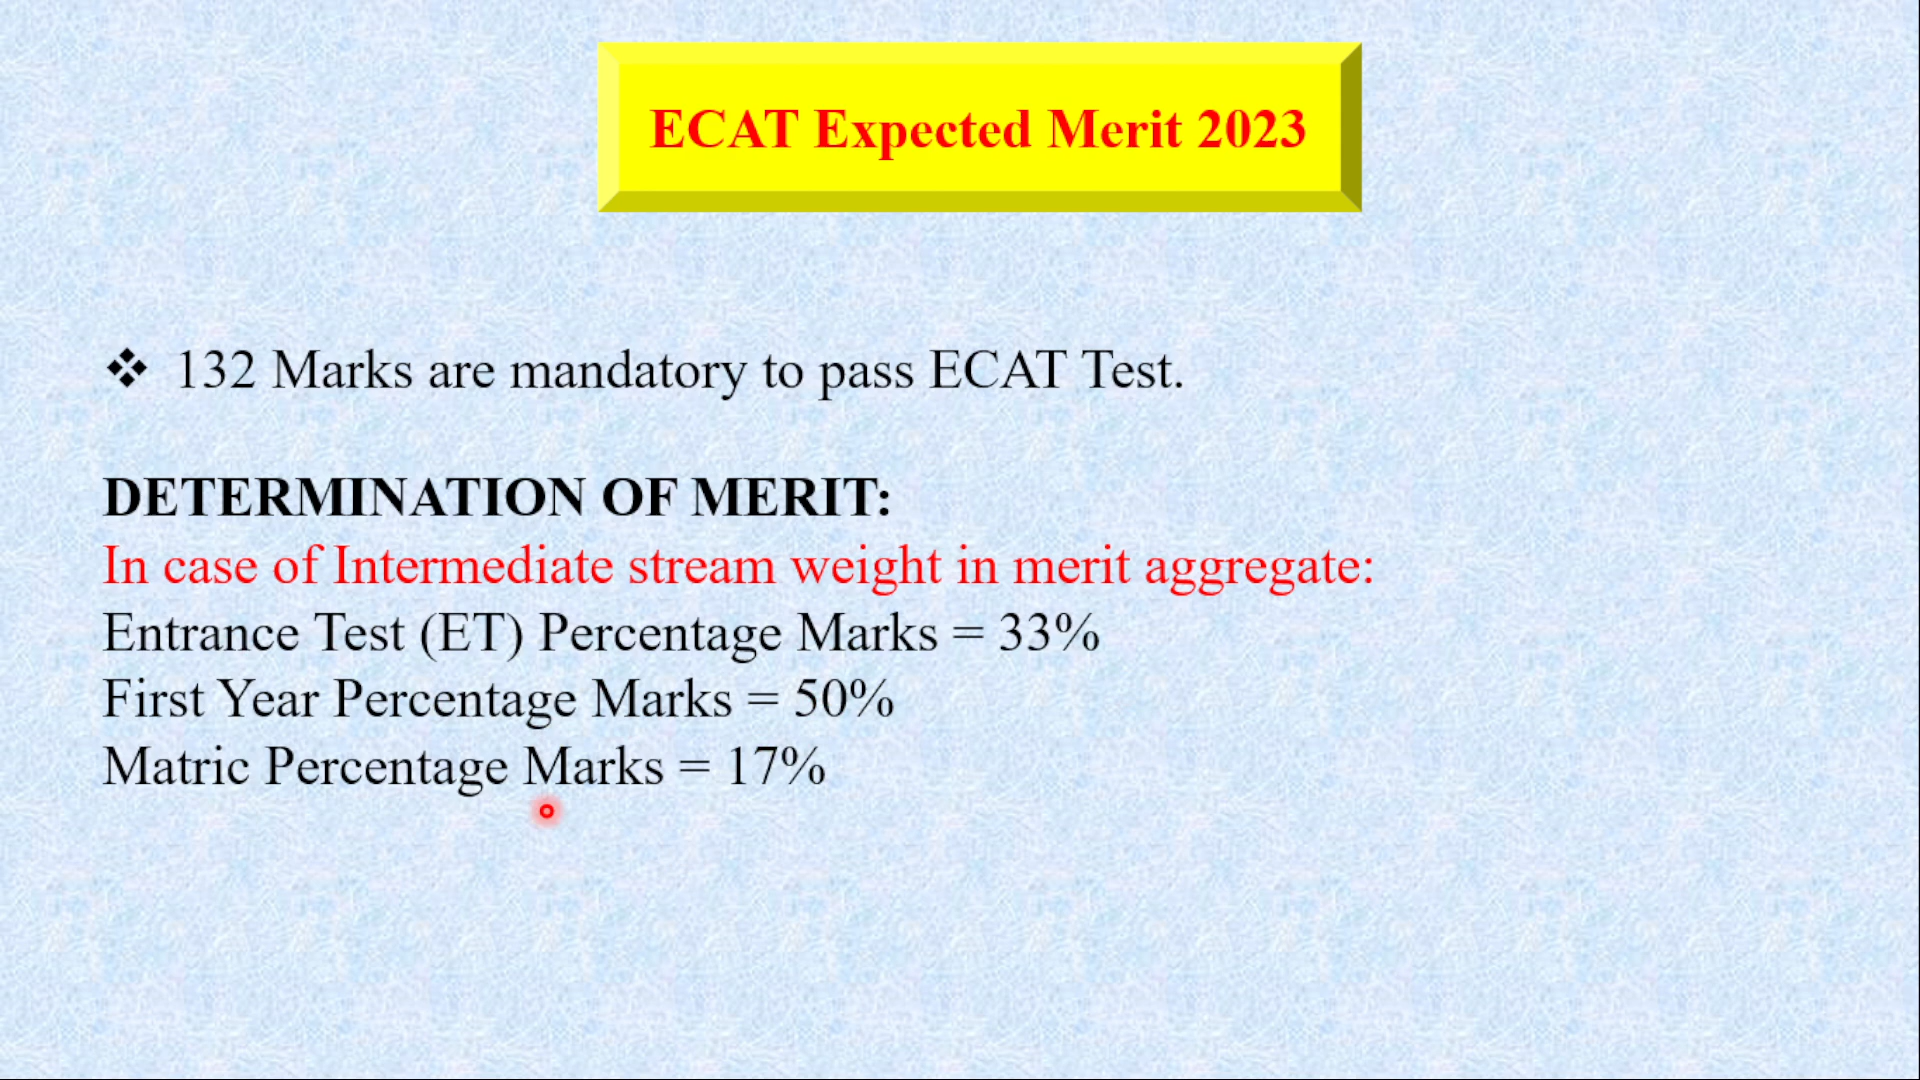 ECAT Expected Merit 2023
❖ 132 Marks are mandatory to pass ECAT Test.
DETERMINATION OF MERIT:
In case of Intermediate stream weight in merit aggregate:
Entrance Test (ET) Percentage Marks = 33%
First Year Percentage Marks = 50%
Matric Percentage Marks = 17%